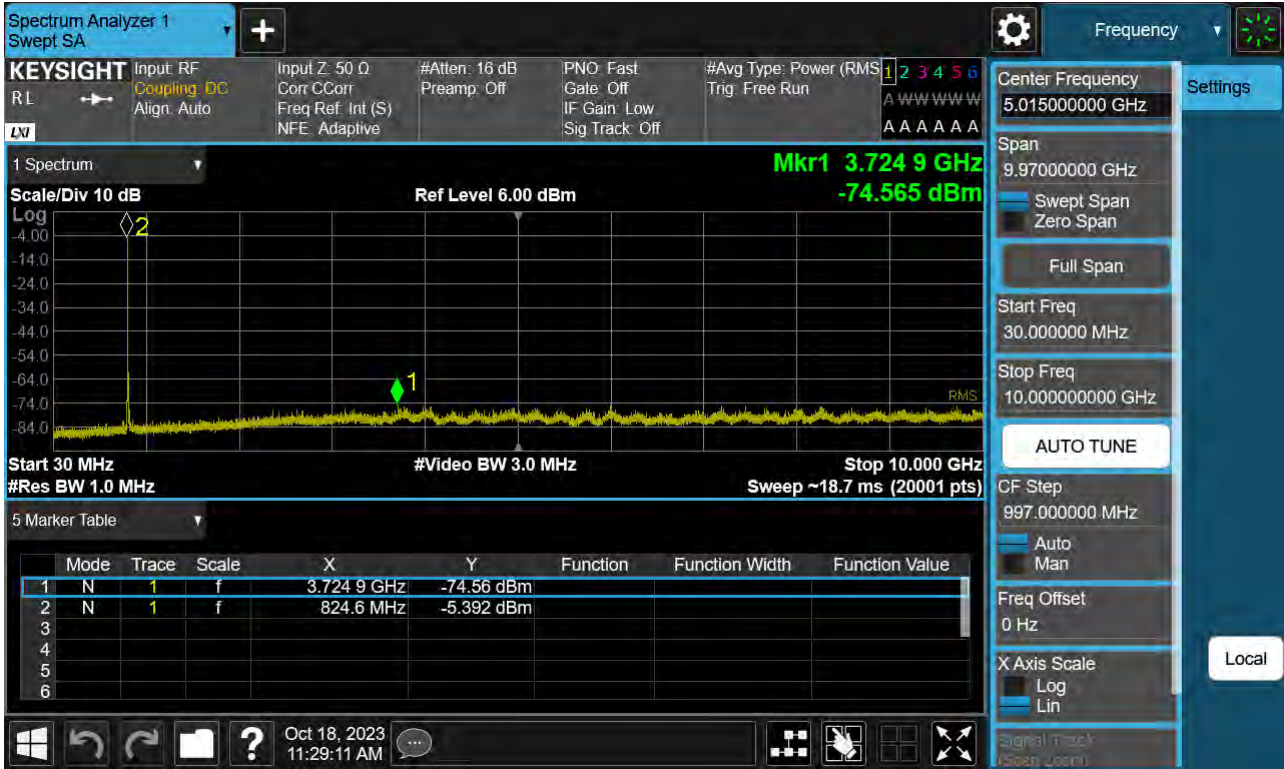 Spectrum Analyzer 1
Swept SA
Frequency
KEYSIGHT
RL
LXI
Input: RF
Coupling: DC
Align: Auto
Input Z: 50 Ω
Corr CCorr
Freq Ref: Int (S)
NFE: Adaptive
#Atten: 16 dB
Preamp: Off
PNO: Fast
Gate: Off
IF Gain: Low
Sig Track: Off
#Avg Type: Power (RMS
Trig: Free Run
1 2 3 4 5 6
A W W W W W
A A A A A A
1 Spectrum
Scale/Div 10 dB
Ref Level 6.00 dBm
Mkr1 3.724 9 GHz
-74.565 dBm
Log
-4.00
-14.0
-24.0
-34.0
-44.0
-54.0
-64.0
-74.0
-84.0
2
1
RMS
Start 30 MHz
#Video BW 3.0 MHz
Stop 10.000 GHz
#Res BW 1.0 MHz
Sweep ~18.7 ms (20001 pts)
5 Marker Table
Mode Trace Scale X Y Function Function Width Function Value
1 N 1 f 3.724 9 GHz -74.56 dBm
2 N 1 f 824.6 MHz -5.392 dBm
3
4
5
6
Oct 18, 2023
11:29:11 AM
Center Frequency
5.015000000 GHz
Settings
Span
9.97000000 GHz
Swept Span
Zero Span
Full Span
Start Freq
30.000000 MHz
Stop Freq
10.000000000 GHz
AUTO TUNE
CF Step
997.000000 MHz
Auto
Man
Freq Offset
0 Hz
X Axis Scale
Log
Lin
Local
Signal Track
(Span Zoom)